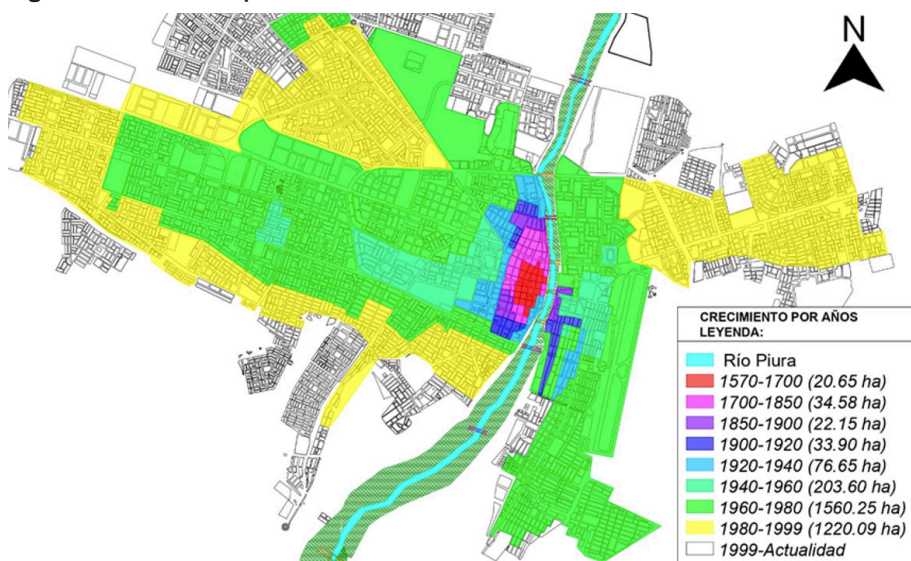 N
CRECIMIENTO POR AÑOS
LEYENDA:
Río Piura
1570-1700 (20.65 ha)
1700-1850 (34.58 ha)
1850-1900 (22.15 ha)
1900-1920 (33.90 ha)
1920-1940 (76.65 ha)
1940-1960 (203.60 ha)
1960-1980 (1560.25 ha)
1980-1999 (1220.09 ha)
1999-Actualidad